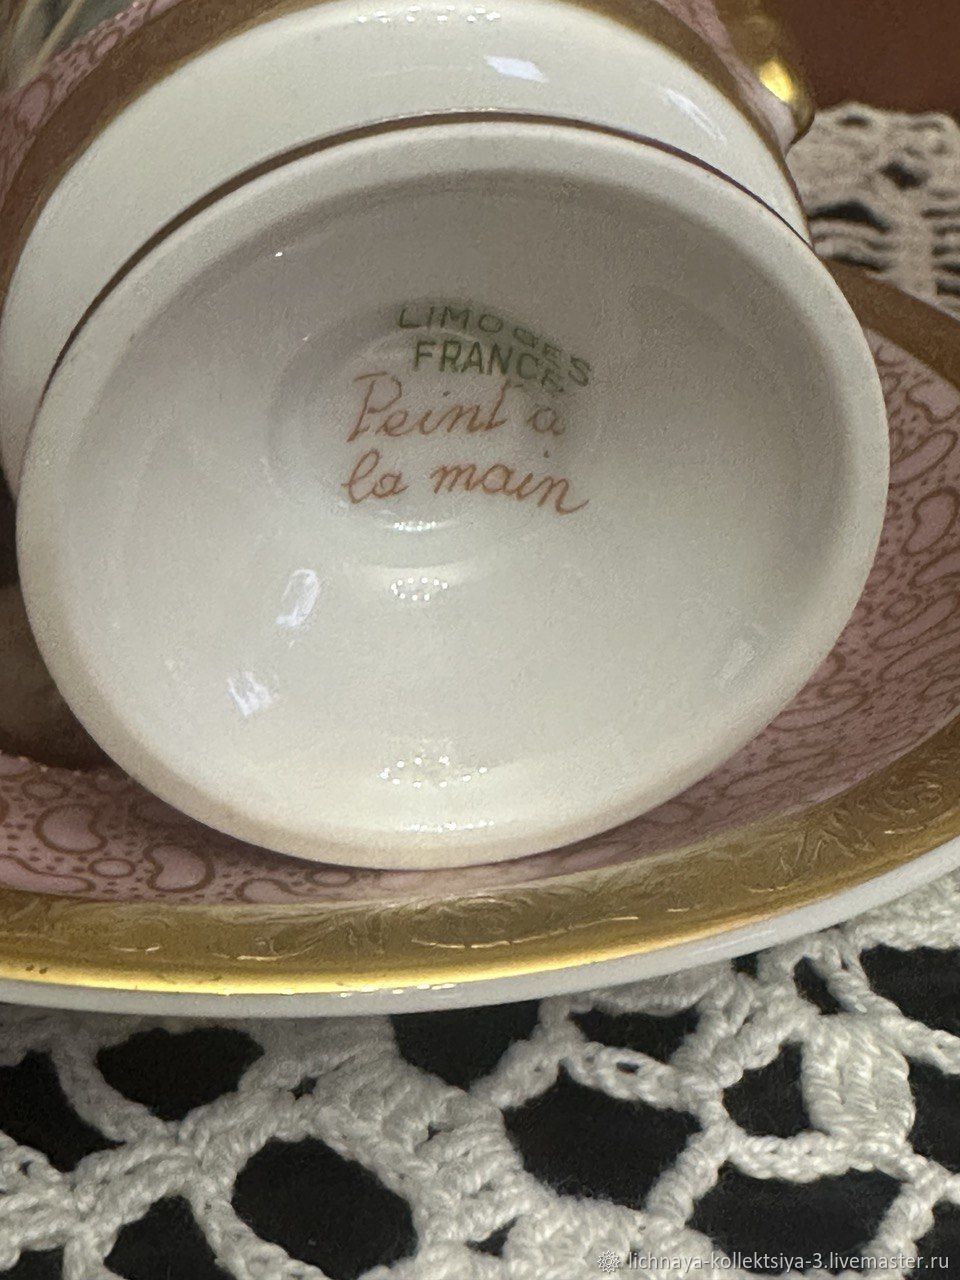 LIMOGES
FRANCE
Peint à
la main
lichnaya-kollektsiya-3.livemaster.ru